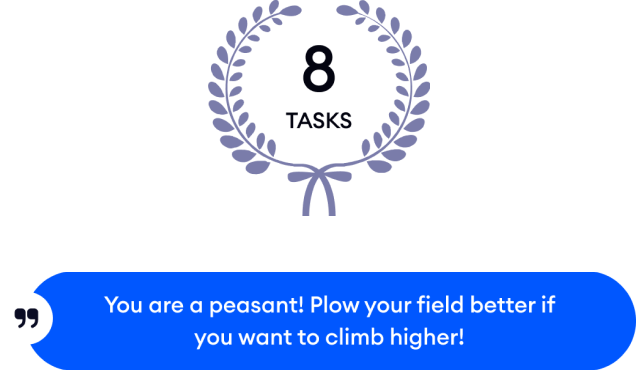 8
TASKS
❞
You are a peasant! Plow your field better if
you want to climb higher!